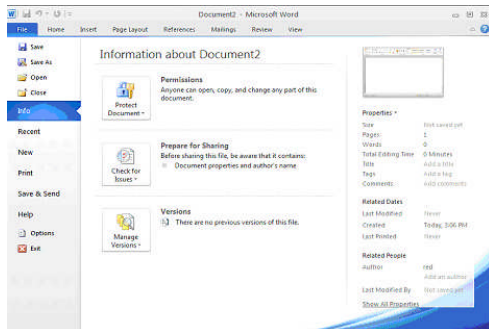 Document2 - Microsoft Word
File Home Insert Page Layout References Mailings Review View
Save
Save As
Open
Close
Info
Recent
New
Print
Save & Send
Help
Options
Exit
Information about Document2
Protect
Document
Permissions
Anyone can open, copy, and change any part of this
document.
Check for
Issues
Prepare for Sharing
Before sharing this file, be aware that it contains:
Document properties and author's name
Manage
Versions
Versions
There are no previous versions of this file.
Properties
Size Not saved yet
Pages 1
Words 0
Total Editing Time 0 Minutes
Title Add a title
Tags Add a tag
Comments Add comments
Related Dates
Last Modified Never
Created Today, 3:06 PM
Last Printed Never
Related People
Author red
Add an author
Last Modified By Not saved yet
Show All Properties